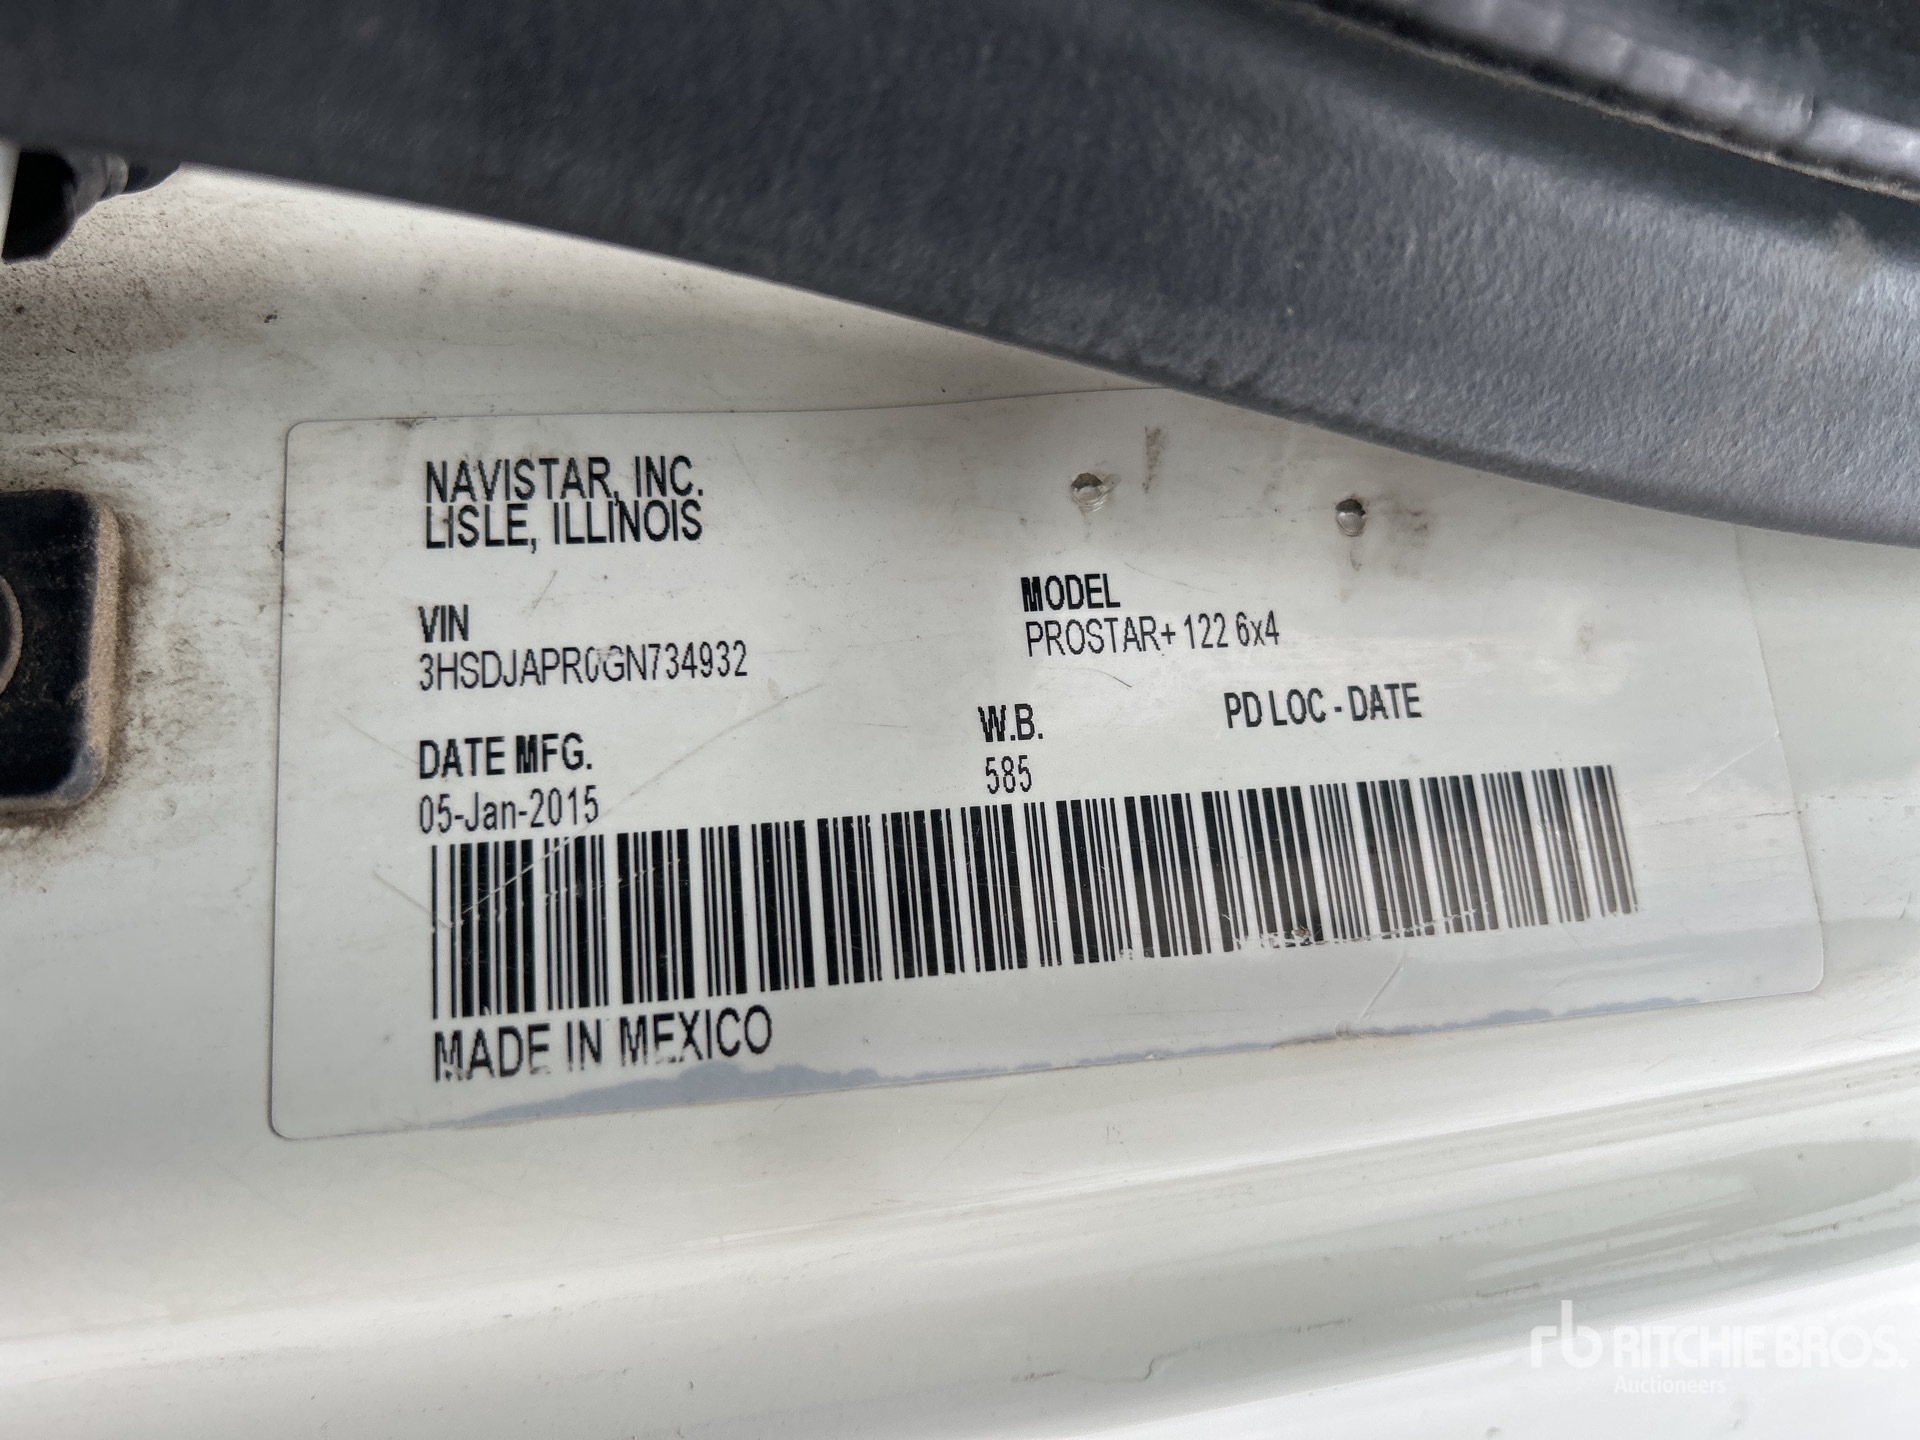 NAVISTAR, INC.
LISLE, ILLINOIS
VIN
3HSDJAPR0GN734932
MODEL
PROSTAR+ 122 6x4
DATE MFG.
05-Jan-2015
W.B.
585
PD LOC - DATE
MADE IN MEXICO
rb RITCHIE BROS.
Auctioneers